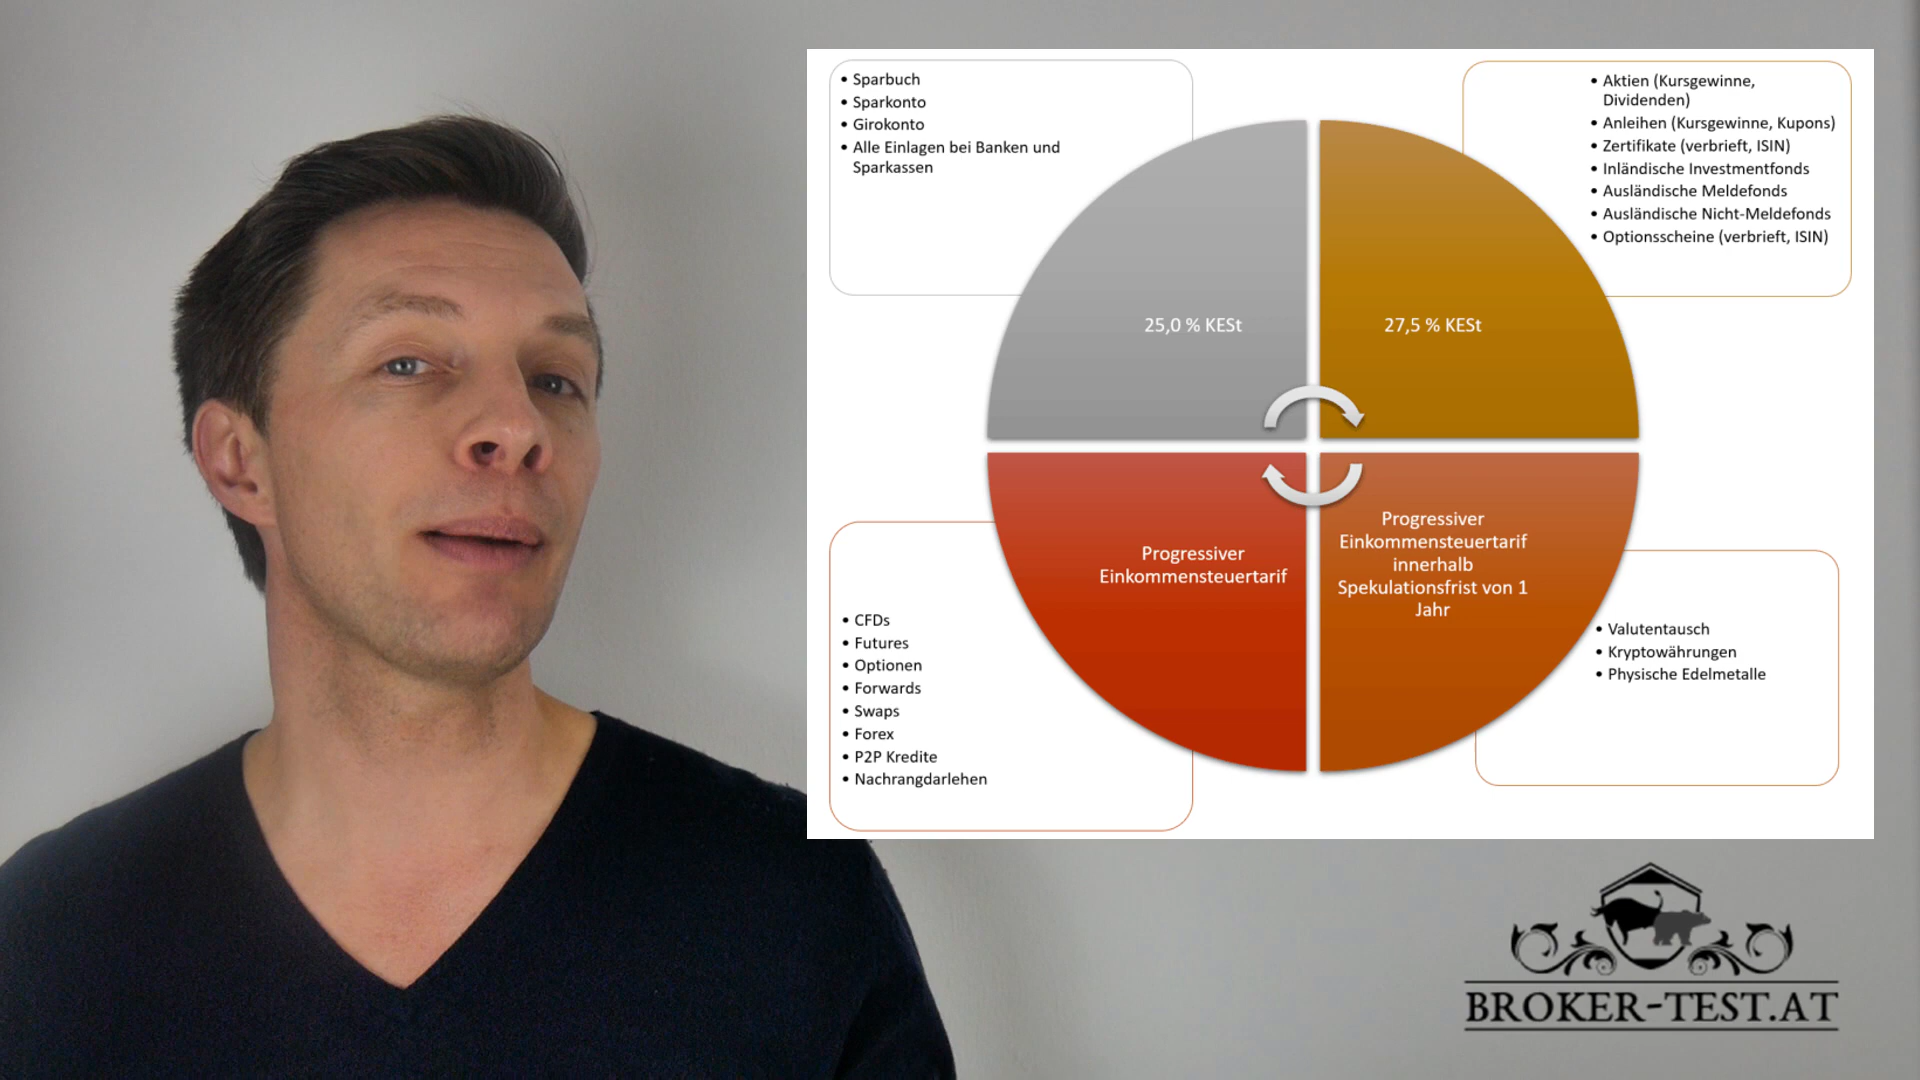 • Sparbuch
• Sparkonto
• Girokonto
• Alle Einlagen bei Banken und
Sparkassen
• Aktien (Kursgewinne,
Dividenden)
• Anleihen (Kursgewinne, Kupons)
• Zertifikate (verbrieft, ISIN)
• Inländische Investmentfonds
• Ausländische Meldefonds
• Ausländische Nicht-Meldefonds
• Optionsscheine (verbrieft, ISIN)
25,0 % KESt
27,5 % KESt
Progressiver
Einkommensteuertarif
Progressiver
Einkommensteuertarif
innerhalb
Spekulationsfrist von 1
Jahr
• CFDs
• Futures
• Optionen
• Forwards
• Swaps
• Forex
• P2P Kredite
• Nachrangdarlehen
• Valutentausch
• Kryptowährungen
• Physische Edelmetalle
BROKER-TEST.AT